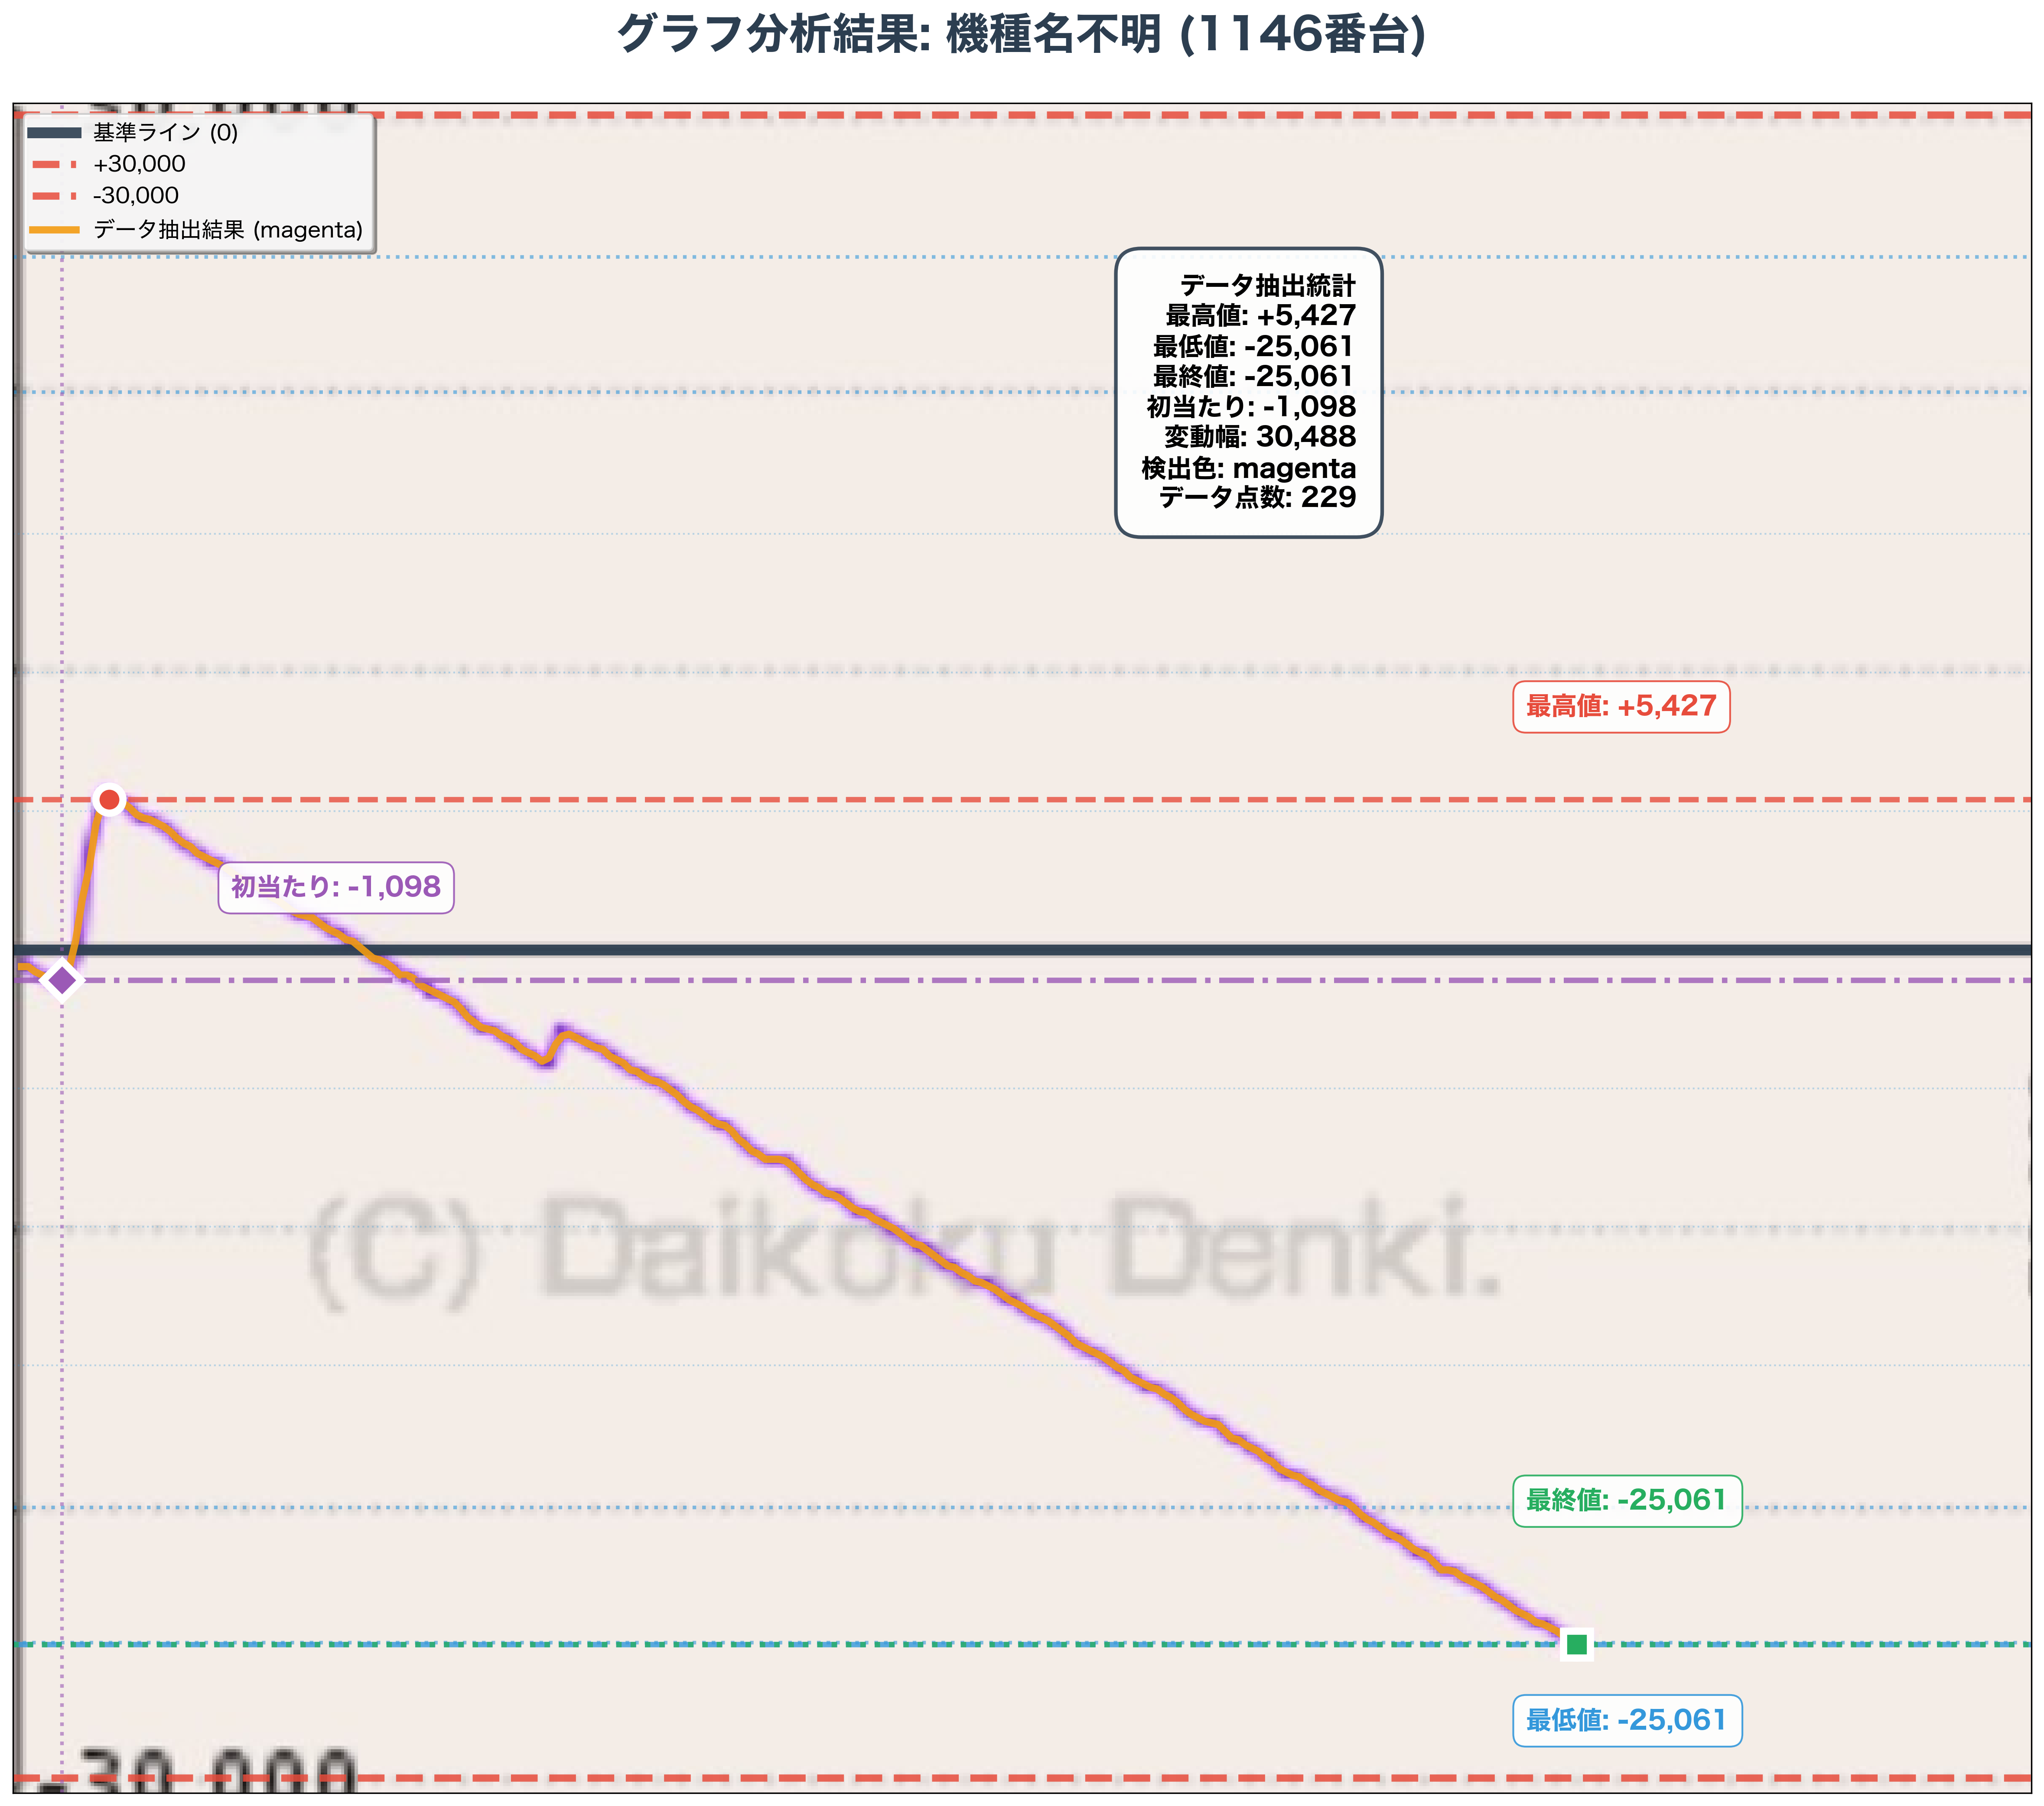 グラフ分析結果: 機種名不明 (1146番台)
基準ライン (0)
+30,000
-30,000
データ抽出結果 (magenta)
データ抽出統計
最高値: +5,427
最低値: -25,061
最終値: -25,061
初当たり: -1,098
変動幅: 30,488
検出色: magenta
データ点数: 229
最高値: +5,427
初当たり: -1,098
(C) Daikoku Denki.
最終値: -25,061
最低値: -25,061
-30,000